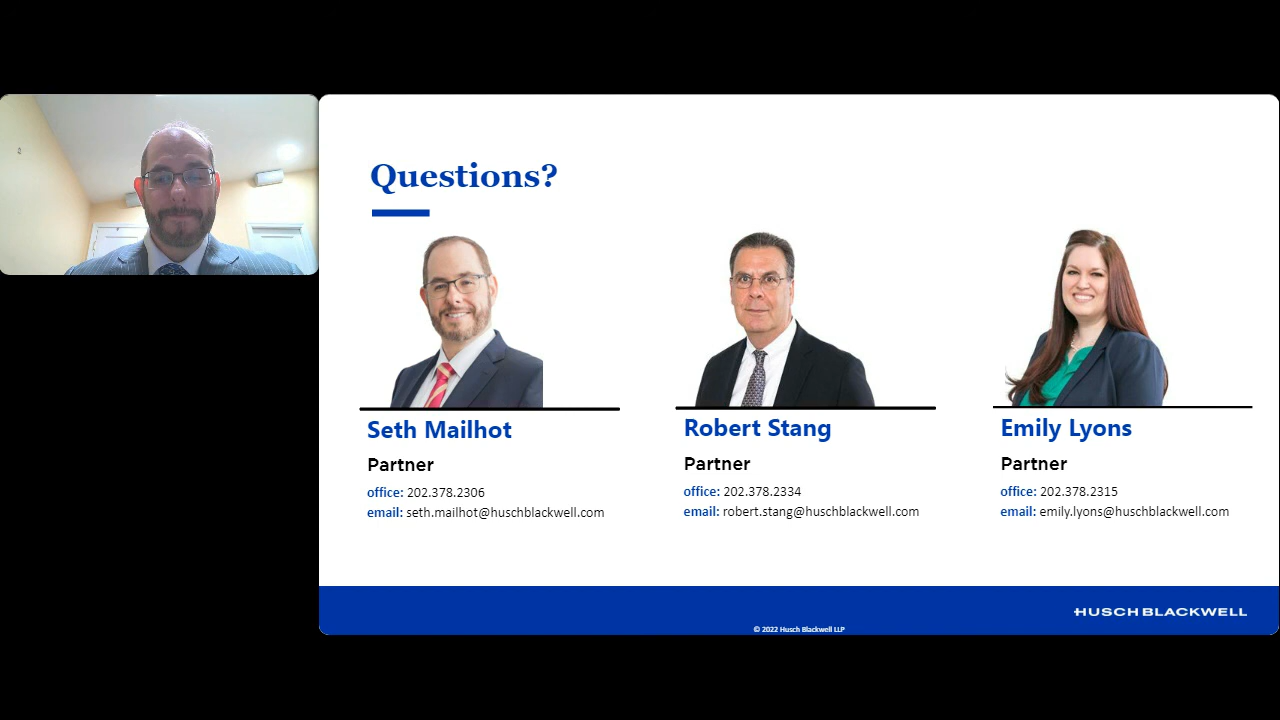 Questions?
Seth Mailhot
Partner
office: 202.378.2306
email: seth.mailhot@huschblackwell.com
Robert Stang
Partner
office: 202.378.2334
email: robert.stang@huschblackwell.com
Emily Lyons
Partner
office: 202.378.2315
email: emily.lyons@huschblackwell.com
HUSCH BLACKWELL
© 2022 Husch Blackwell LLP